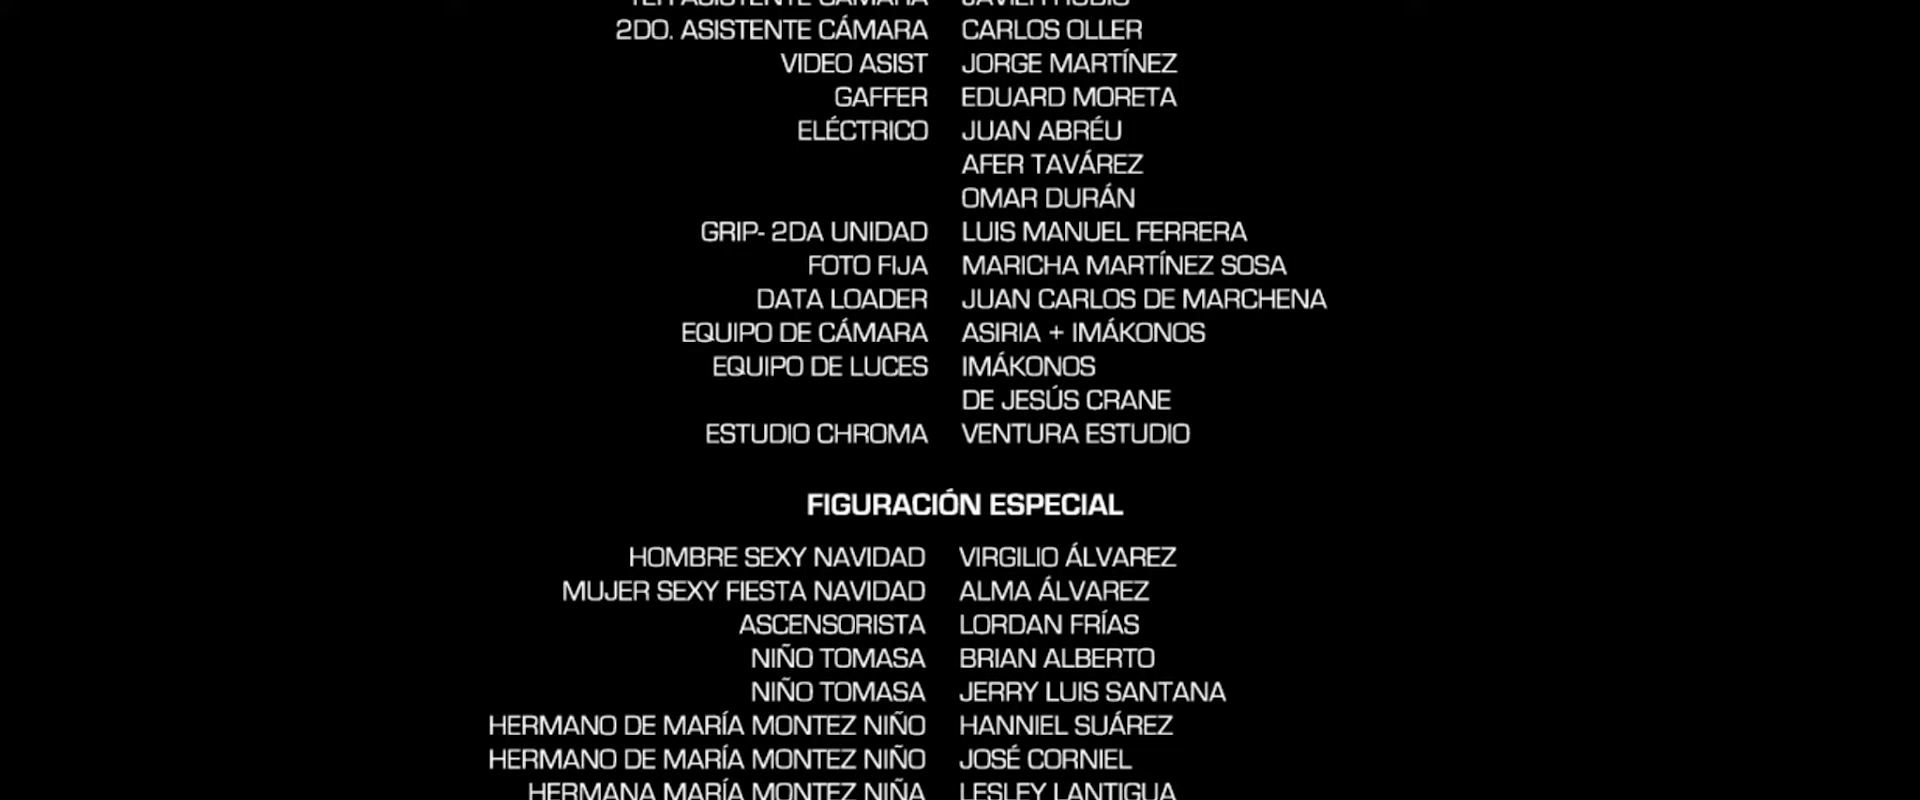 1ER ASISTENTE CÁMARA JAVIER RUBIO
2DO. ASISTENTE CÁMARA CARLOS OLLER
VIDEO ASIST JORGE MARTÍNEZ
GAFFER EDUARD MORETA
ELÉCTRICO JUAN ABRÉU
AFER TAVÁREZ
OMAR DURÁN
GRIP- 2DA UNIDAD LUIS MANUEL FERRERA
FOTO FIJA MARICHA MARTÍNEZ SOSA
DATA LOADER JUAN CARLOS DE MARCHENA
EQUIPO DE CÁMARA ASIRIA + IMÁKONOS
EQUIPO DE LUCES IMÁKONOS
DE JESÚS CRANE
ESTUDIO CHROMA VENTURA ESTUDIO
FIGURACIÓN ESPECIAL
HOMBRE SEXY NAVIDAD VIRGILIO ÁLVAREZ
MUJER SEXY FIESTA NAVIDAD ALMA ÁLVAREZ
ASCENSORISTA LORDAN FRÍAS
NIÑO TOMASA BRIAN ALBERTO
NIÑO TOMASA JERRY LUIS SANTANA
HERMANO DE MARÍA MONTEZ NIÑO HANNIEL SUÁREZ
HERMANO DE MARÍA MONTEZ NIÑO JOSÉ CORNIEL
HERMANA MARÍA MONTEZ NIÑA LESLEY LANTIGUA